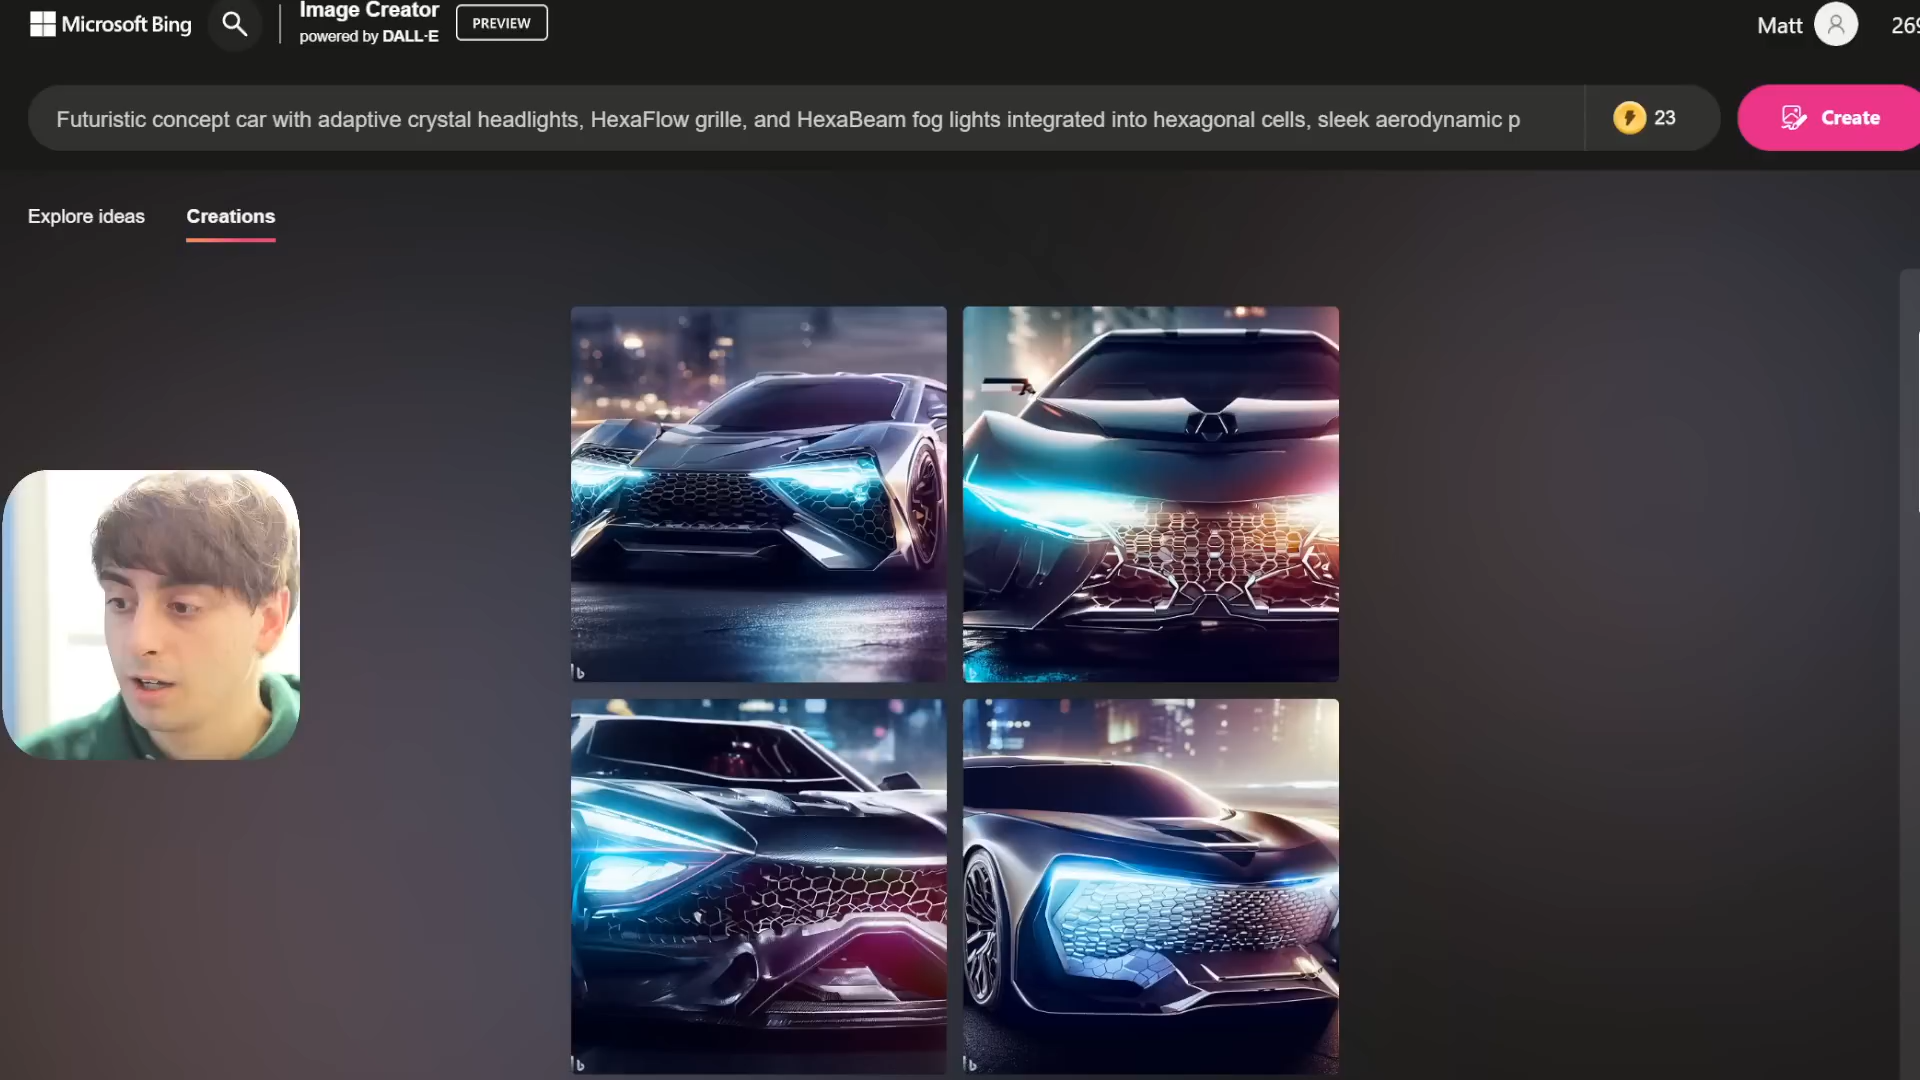 Microsoft Bing
Image Creator
powered by DALL·E
PREVIEW
Matt
269
Futuristic concept car with adaptive crystal headlights, HexaFlow grille, and HexaBeam fog lights integrated into hexagonal cells, sleek aerodynamic p
23
Create
Explore ideas
Creations